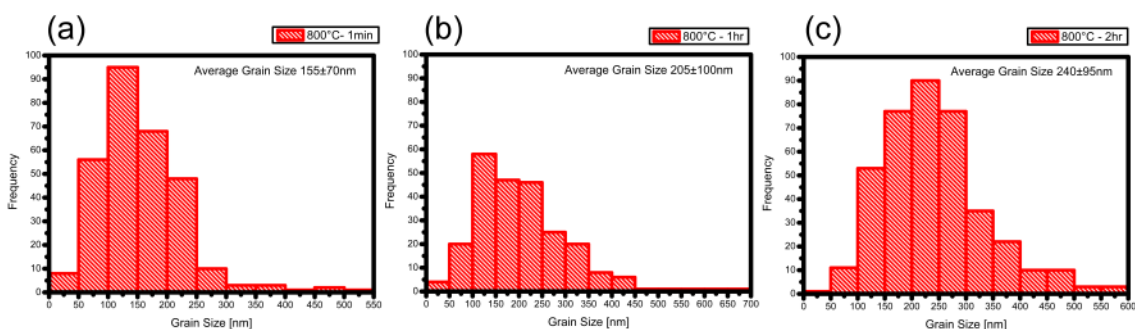 (a)
800°C- 1min
Average Grain Size 155±70nm
Frequency
100
90
80
70
60
50
40
30
20
10
0
0 50 100 150 200 250 300 350 400 450 500 550
Grain Size [nm]
(b)
800°C - 1hr
Average Grain Size 205±100nm
Frequency
100
90
80
70
60
50
40
30
20
10
0
0 50 100 150 200 250 300 350 400 450 500 550 600 650 700
Grain Size [nm]
(c)
800°C - 2hr
Average Grain Size 240±95nm
Frequency
100
90
80
70
60
50
40
30
20
10
0
0 50 100 150 200 250 300 350 400 450 500 550 600
Grain Size [nm]